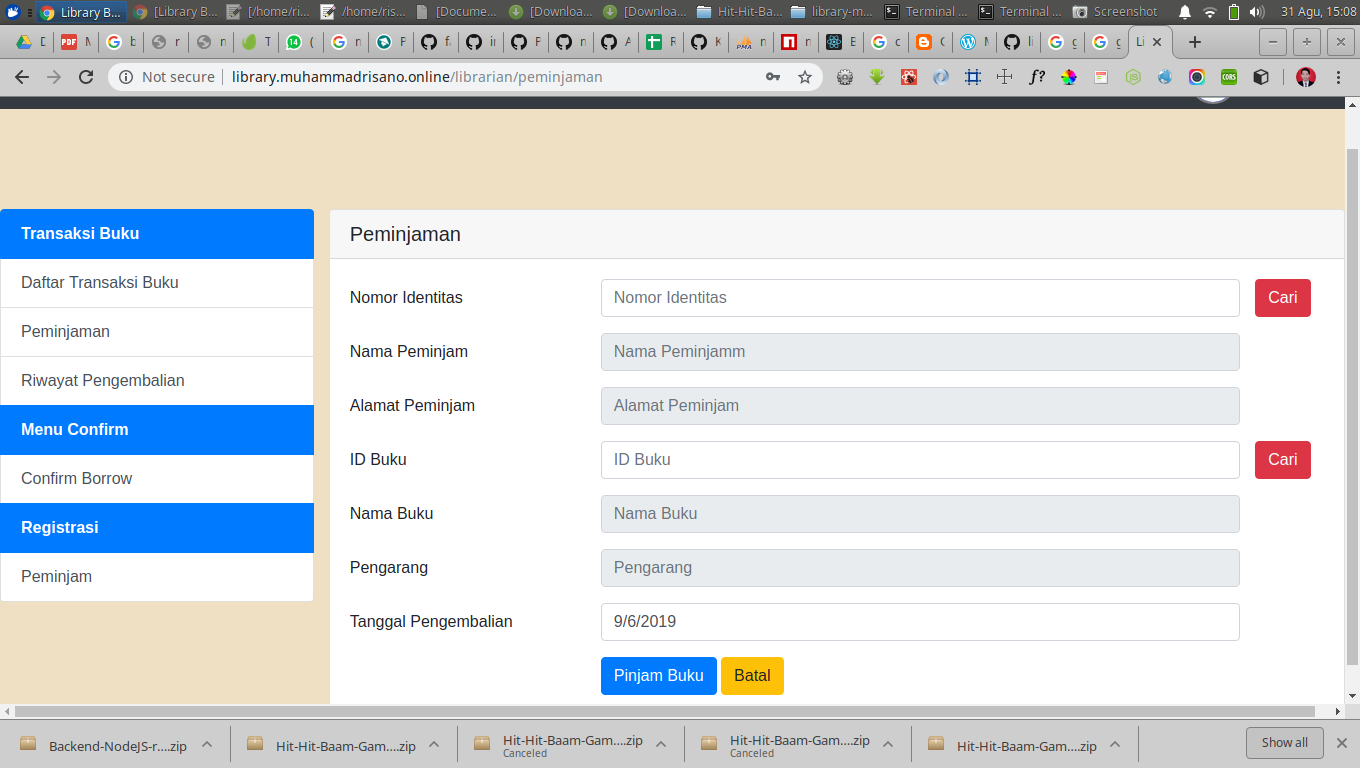 Library B... [Library B... [/home/ri... /home/ris... [Docume... [Downloa... [Downloa... Hit-Hit-Ba... library-m... Terminal ... Terminal ... Screenshot 31 Agu, 15:08
Not secure library.muhammadrisano.online/librarian/peminjaman
Transaksi Buku
Daftar Transaksi Buku
Peminjaman
Riwayat Pengembalian
Menu Confirm
Confirm Borrow
Registrasi
Peminjam
Peminjaman
Nomor Identitas Nomor Identitas Cari
Nama Peminjam Nama Peminjamm
Alamat Peminjam Alamat Peminjam
ID Buku ID Buku Cari
Nama Buku Nama Buku
Pengarang Pengarang
Tanggal Pengembalian 9/6/2019
Pinjam Buku Batal
Backend-NodeJS-r....zip Hit-Hit-Baam-Gam....zip Hit-Hit-Baam-Gam....zip Hit-Hit-Baam-Gam....zip Hit-Hit-Baam-Gam....zip Show all
Canceled Canceled